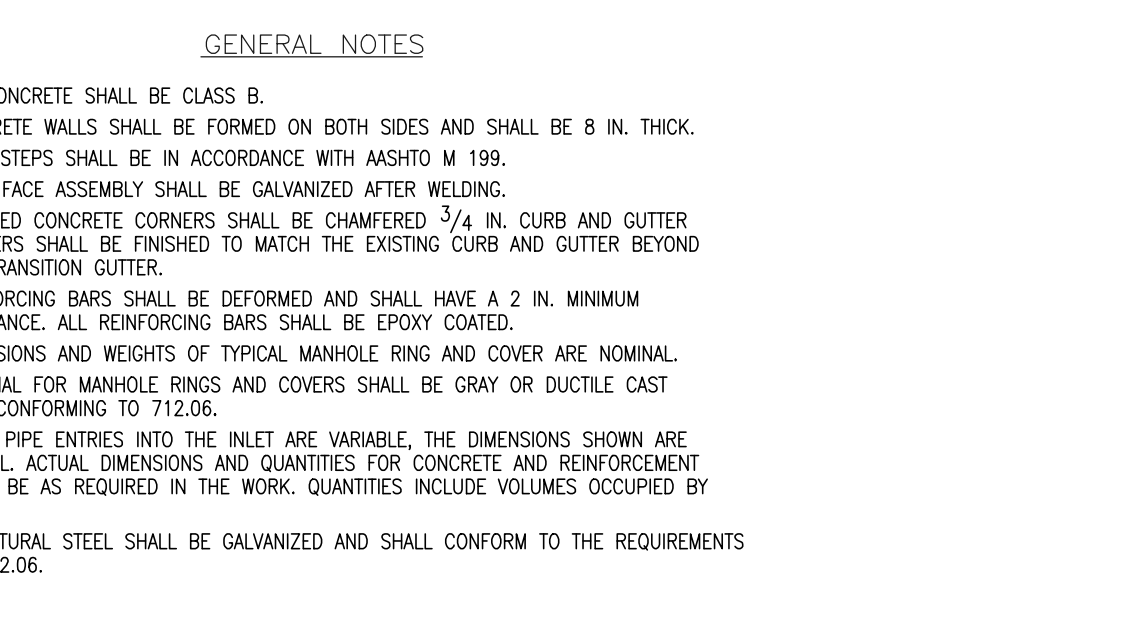 GENERAL NOTES
ONCRETE SHALL BE CLASS B.
RETE WALLS SHALL BE FORMED ON BOTH SIDES AND SHALL BE 8 IN. THICK.
STEPS SHALL BE IN ACCORDANCE WITH AASHTO M 199.
FACE ASSEMBLY SHALL BE GALVANIZED AFTER WELDING.
ED CONCRETE CORNERS SHALL BE CHAMFERED 3/4 IN. CURB AND GUTTER
ERS SHALL BE FINISHED TO MATCH THE EXISTING CURB AND GUTTER BEYOND
RANSITION GUTTER.
ORCING BARS SHALL BE DEFORMED AND SHALL HAVE A 2 IN. MINIMUM
ANCE. ALL REINFORCING BARS SHALL BE EPOXY COATED.
SIONS AND WEIGHTS OF TYPICAL MANHOLE RING AND COVER ARE NOMINAL.
IAL FOR MANHOLE RINGS AND COVERS SHALL BE GRAY OR DUCTILE CAST
CONFORMING TO 712.06.
PIPE ENTRIES INTO THE INLET ARE VARIABLE, THE DIMENSIONS SHOWN ARE
L. ACTUAL DIMENSIONS AND QUANTITIES FOR CONCRETE AND REINFORCEMENT
BE AS REQUIRED IN THE WORK. QUANTITIES INCLUDE VOLUMES OCCUPIED BY
TURAL STEEL SHALL BE GALVANIZED AND SHALL CONFORM TO THE REQUIREMENTS
2.06.